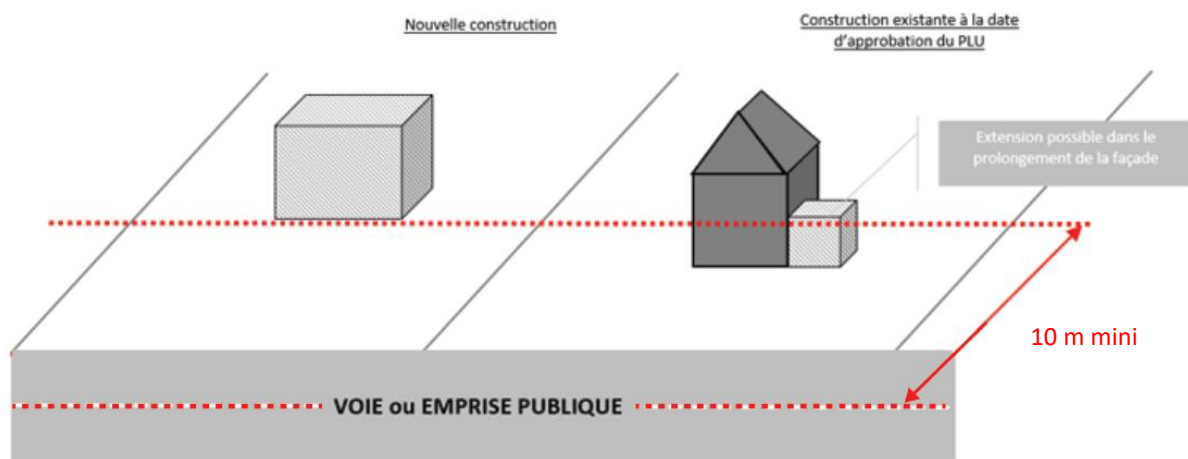 Nouvelle construction
Construction existante à la date
d'approbation du PLU
Extension possible dans le
prolongement de la façade
10 m mini
VOIE ou EMPRISE PUBLIQUE